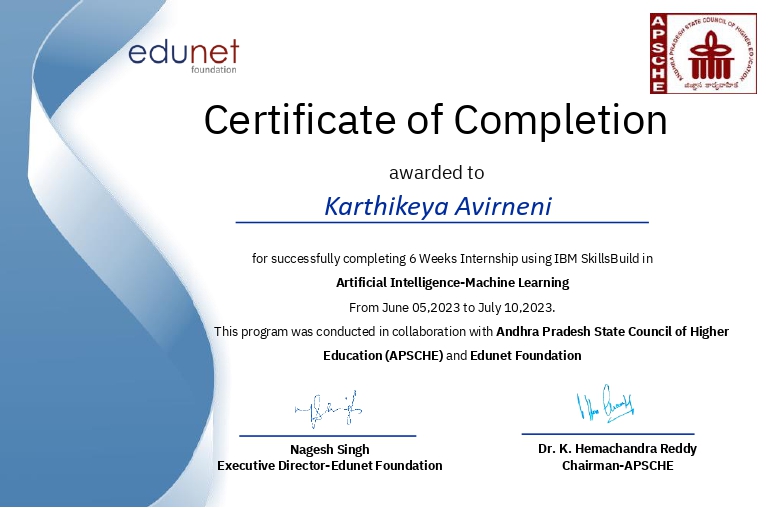 edunet
foundation
APSCHE
ANDHRA PRADESH STATE COUNCIL OF HIGHER EDUCATION
Certificate of Completion
awarded to
Karthikeya Avirneni
for successfully completing 6 Weeks Internship using IBM SkillsBuild in
Artificial Intelligence-Machine Learning
From June 05,2023 to July 10,2023.
This program was conducted in collaboration with Andhra Pradesh State Council of Higher
Education (APSCHE) and Edunet Foundation
Nagesh Singh
Executive Director-Edunet Foundation
Dr. K. Hemachandra Reddy
Chairman-APSCHE